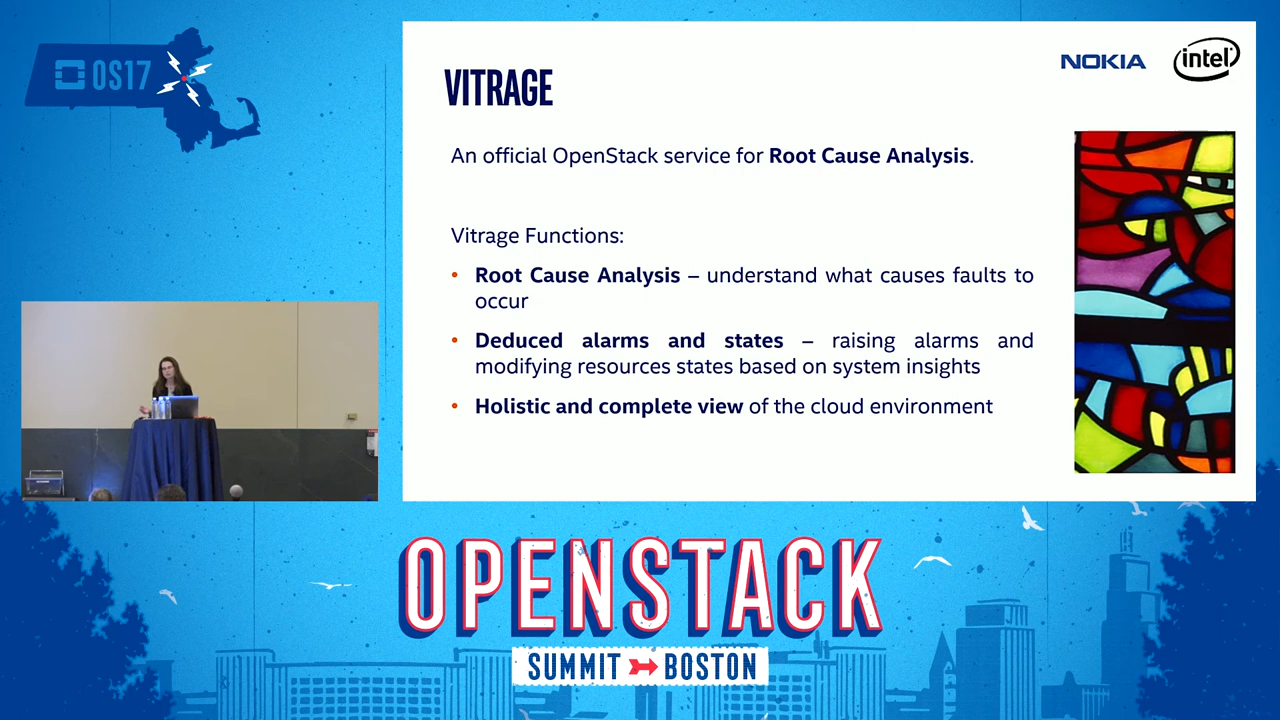 OS17
NOKIA
intel
VITRAGE
An official OpenStack service for Root Cause Analysis.
Vitrage Functions:
• Root Cause Analysis – understand what causes faults to
occur
• Deduced alarms and states – raising alarms and
modifying resources states based on system insights
• Holistic and complete view of the cloud environment
OPENSTACK
SUMMIT BOSTON